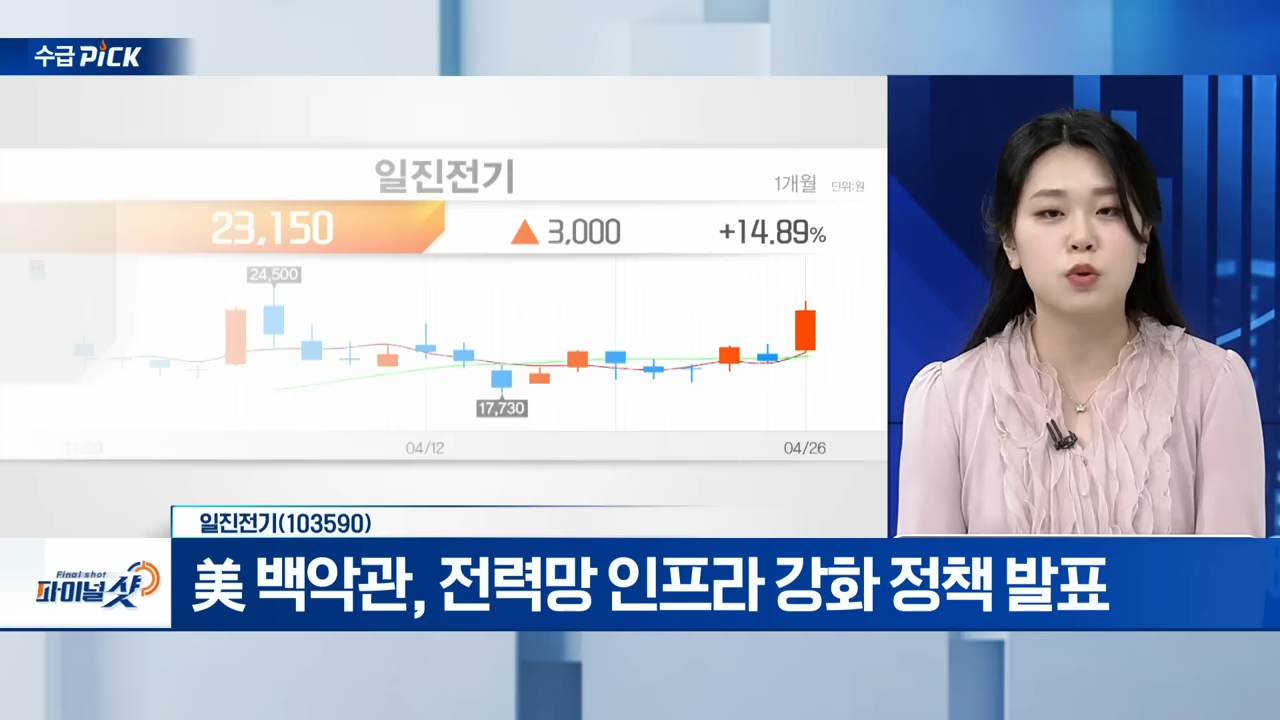 수급 PiCK
일진전기
1개월 단위:원
23,150 ▲ 3,000 +14.89%
24,500
17,730
04/12 04/26
일진전기(103590)
Final shot
파이널샷
美 백악관, 전력망 인프라 강화 정책 발표